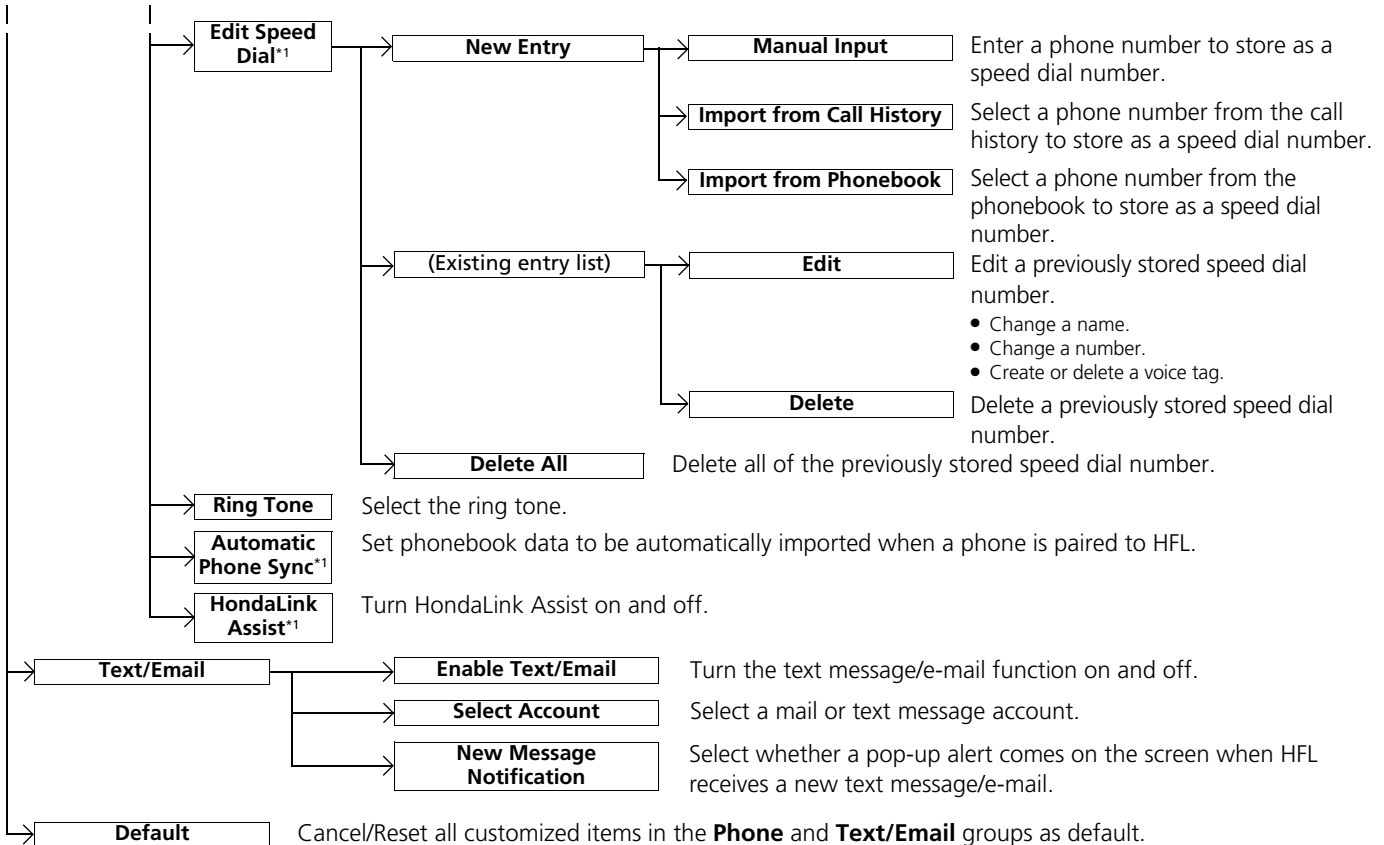 Edit Speed
Dial*1
New Entry
Manual Input
Enter a phone number to store as a
speed dial number.
Import from Call History
Select a phone number from the call
history to store as a speed dial number.
Import from Phonebook
Select a phone number from the
phonebook to store as a speed dial
number.
(Existing entry list)
Edit
Edit a previously stored speed dial
number.
• Change a name.
• Change a number.
• Create or delete a voice tag.
Delete
Delete a previously stored speed dial
number.
Delete All
Delete all of the previously stored speed dial number.
Ring Tone
Select the ring tone.
Automatic
Phone Sync*1
Set phonebook data to be automatically imported when a phone is paired to HFL.
HondaLink
Assist*1
Turn HondaLink Assist on and off.
Text/Email
Enable Text/Email
Turn the text message/e-mail function on and off.
Select Account
Select a mail or text message account.
New Message
Notification
Select whether a pop-up alert comes on the screen when HFL
receives a new text message/e-mail.
Default
Cancel/Reset all customized items in the Phone and Text/Email groups as default.